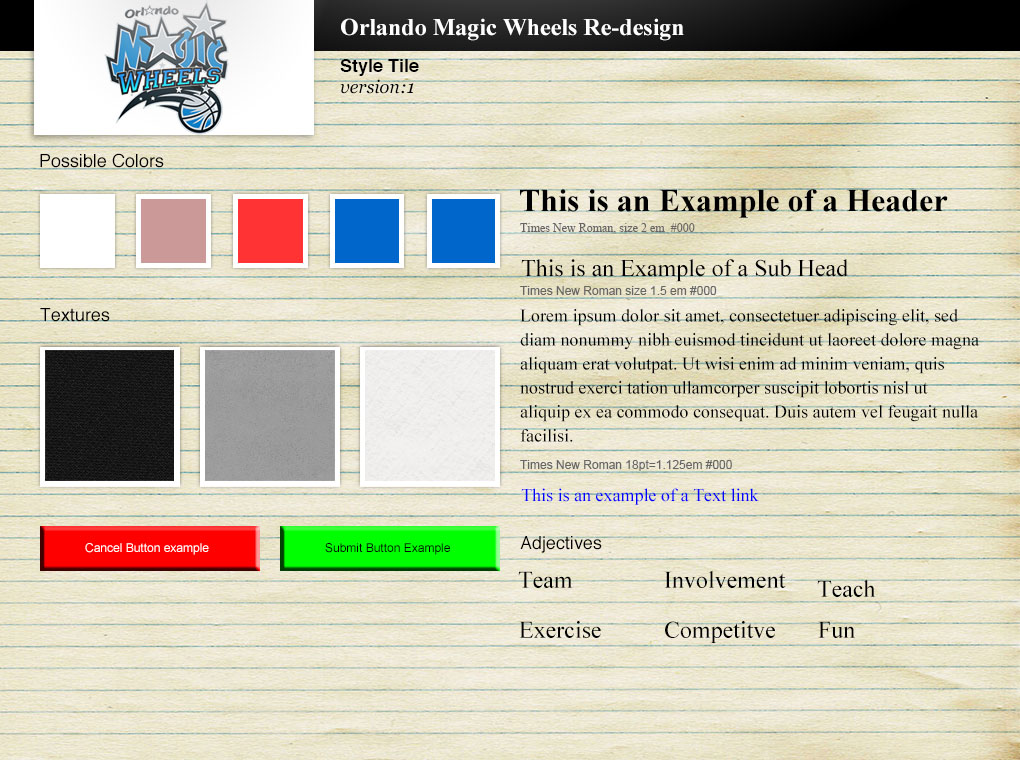 Orlando
Magic
WHEELS
Orlando Magic Wheels Re-design
Style Tile
version:1
Possible Colors
Textures
Cancel Button example
Submit Button Example
This is an Example of a Header
Times New Roman, size 2 em #000
This is an Example of a Sub Head
Times New Roman size 1.5 em #000
Lorem ipsum dolor sit amet, consectetuer adipiscing elit, sed
diam nonummy nibh euismod tincidunt ut laoreet dolore magna
aliquam erat volutpat. Ut wisi enim ad minim veniam, quis
nostrud exerci tation ullamcorper suscipit lobortis nisl ut
aliquip ex ea commodo consequat. Duis autem vel feugait nulla
facilisi.
Times New Roman 18pt=1.125em #000
This is an example of a Text link
Adjectives
Team Involvement Teach
Exercise Competitve Fun